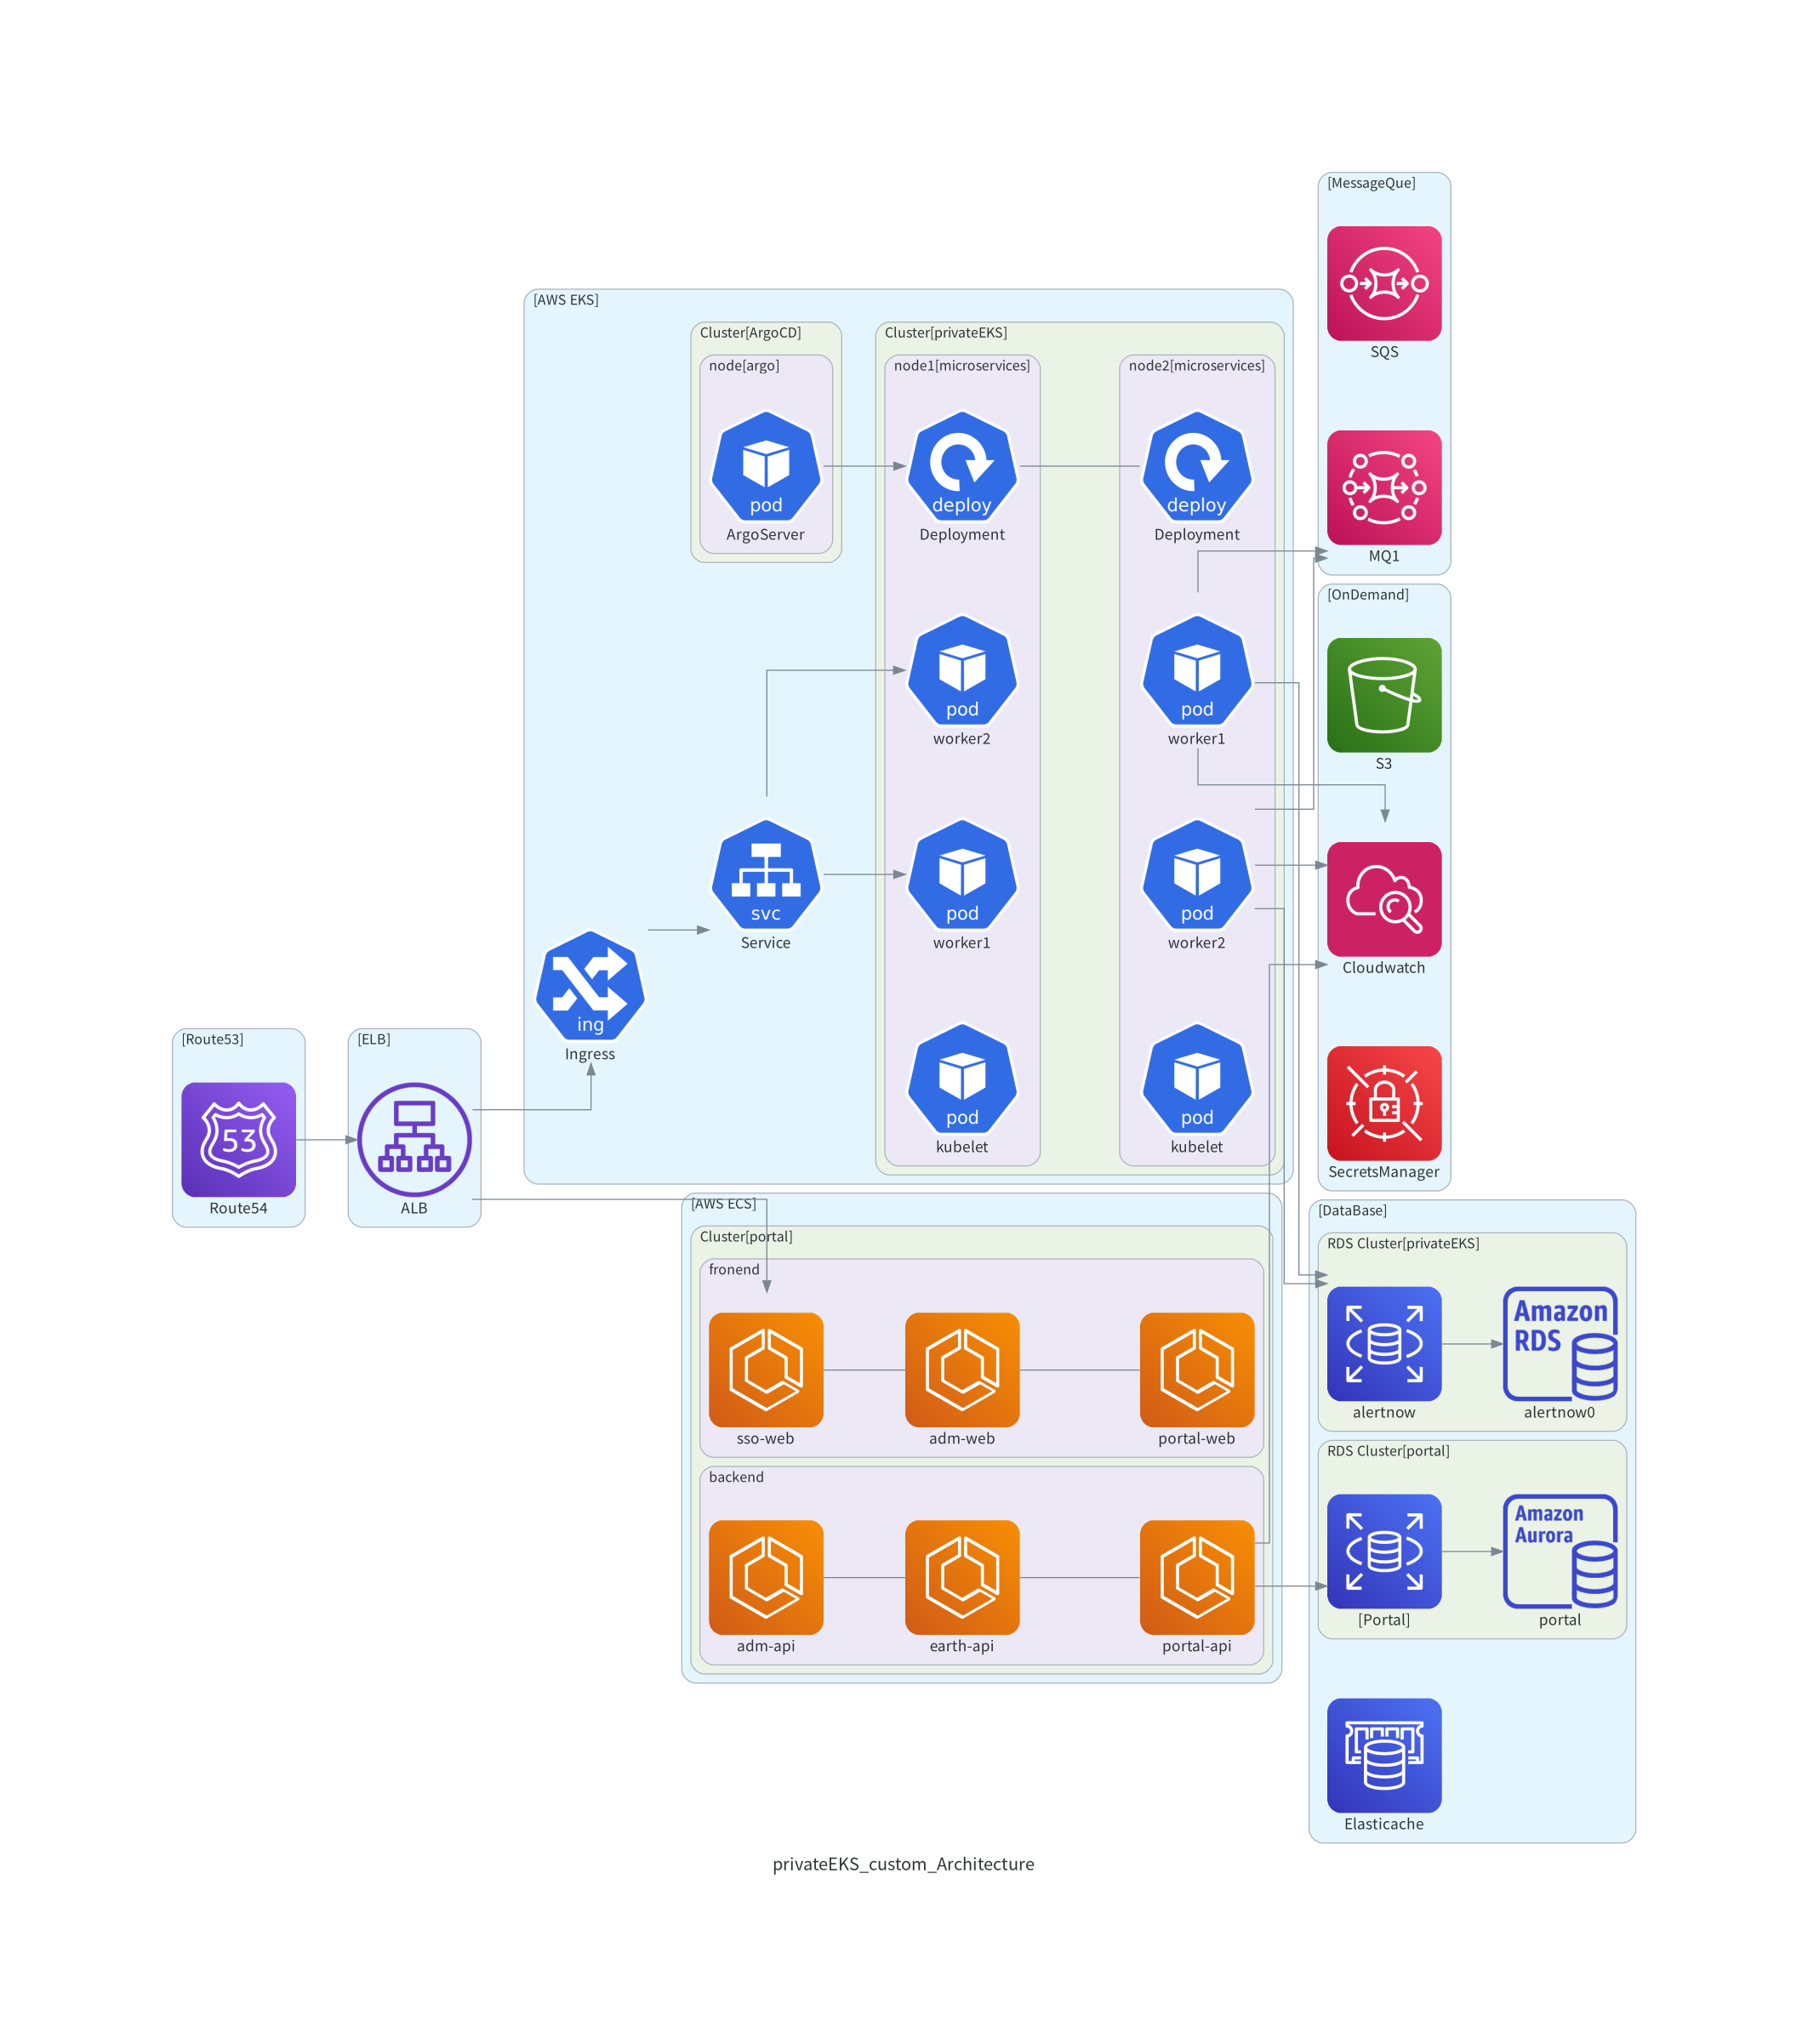 [MessageQue]
SQS
MQ1
[AWS EKS]
Cluster[ArgoCD]
node[argo]
pod
ArgoServer
Cluster[privateEKS]
node1[microservices]
deploy
Deployment
pod
worker2
pod
worker1
pod
kubelet
node2[microservices]
deploy
Deployment
pod
worker1
pod
worker2
pod
kubelet
svc
Service
ing
Ingress
[OnDemand]
S3
Cloudwatch
SecretsManager
[Route53]
53
Route54
[ELB]
ALB
[AWS ECS]
Cluster[portal]
fronend
sso-web
adm-web
portal-web
backend
adm-api
earth-api
portal-api
[DataBase]
RDS Cluster[privateEKS]
alertnow
Amazon
RDS
alertnow0
RDS Cluster[portal]
[Portal]
Amazon
Aurora
portal
Elasticache
privateEKS_custom_Architecture